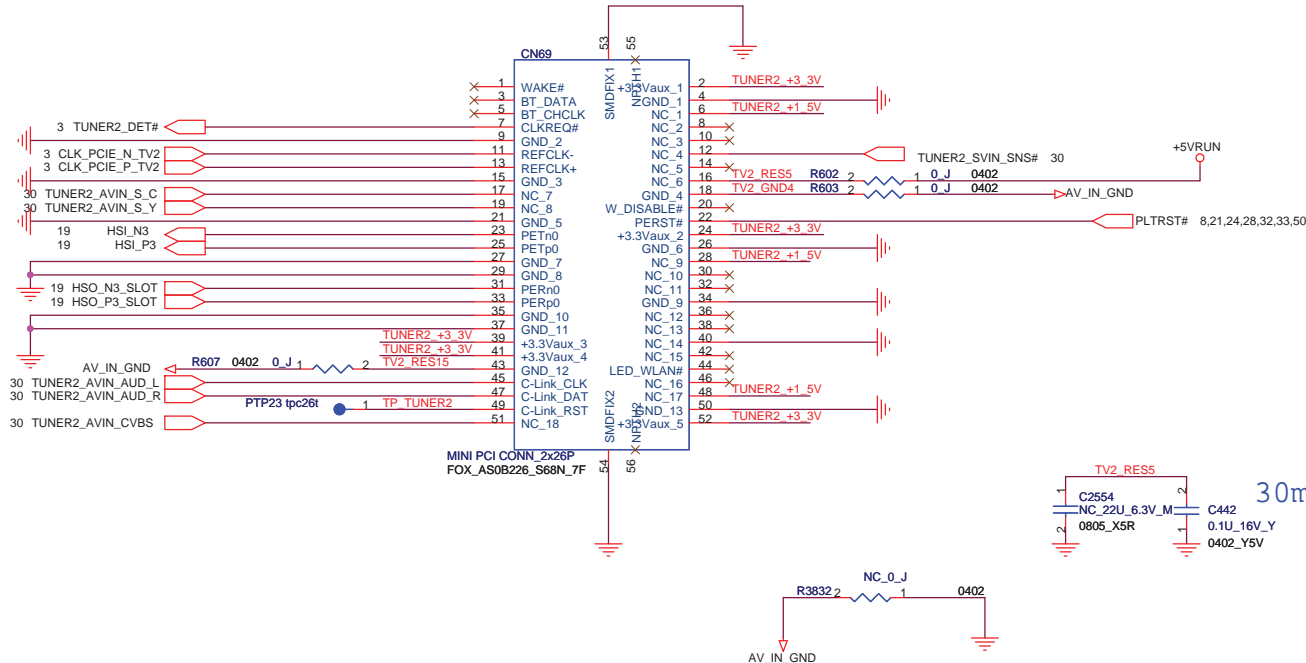 CN69
MINI PCI CONN_2x26P
FOX_AS0B226_S68N_7F
53 SMDFIX1
55 NPTH1
54 SMDFIX2
56 NPTH2
1 WAKE#
3 BT_DATA
5 BT_CHCLK
3 TUNER2_DET# 7 CLKREQ#
9 GND_2
3 CLK_PCIE_N_TV2 11 REFCLK-
3 CLK_PCIE_P_TV2 13 REFCLK+
15 GND_3
30 TUNER2_AVIN_S_C 17 NC_7
30 TUNER2_AVIN_S_Y 19 NC_8
21 GND_5
19 HSI_N3 23 PETn0
19 HSI_P3 25 PETp0
27 GND_7
29 GND_8
19 HSO_N3_SLOT 31 PERn0
19 HSO_P3_SLOT 33 PERp0
35 GND_10
37 GND_11
TUNER2_+3_3V 39 +3.3Vaux_3
TUNER2_+3_3V 41 +3.3Vaux_4
AV_IN_GND R607 0402 0_J 1 2 TV2_RES15 43 GND_12
30 TUNER2_AVIN_AUD_L 45 C-Link_CLK
30 TUNER2_AVIN_AUD_R 47 C-Link_DAT
PTP23 tpc26t 1 TP_TUNER2 49 C-Link_RST
30 TUNER2_AVIN_CVBS 51 NC_18
+3.3Vaux_1 2 TUNER2_+3_3V
GND_1 4
NC_1 6 TUNER2_+1_5V
NC_2 8
NC_3 10
NC_4 12 TUNER2_SVIN_SNS# 30
NC_5 14
NC_6 16 TV2_RES5 R602 2 1 0_J 0402 +5VRUN
GND_4 18 TV2_GND4 R603 2 1 0_J 0402 AV_IN_GND
W_DISABLE# 20
PERST# 22 PLTRST# 8,21,24,28,32,33,50
+3.3Vaux_2 24 TUNER2_+3_3V
GND_6 26
NC_9 28 TUNER2_+1_5V
NC_10 30
NC_11 32
GND_9 34
NC_12 36
NC_13 38
NC_14 40
NC_15 42
LED_WLAN# 44
NC_16 46
NC_17 48 TUNER2_+1_5V
GND_13 50
+3.3Vaux_5 52 TUNER2_+3_3V
TV2_RES5
1 C2554 2
NC_22U_6.3V_M
0805_X5R
2 C442 1
0.1U_16V_Y
0402_Y5V
30m
NC_0_J
R3832 2 1 0402
AV_IN_GND